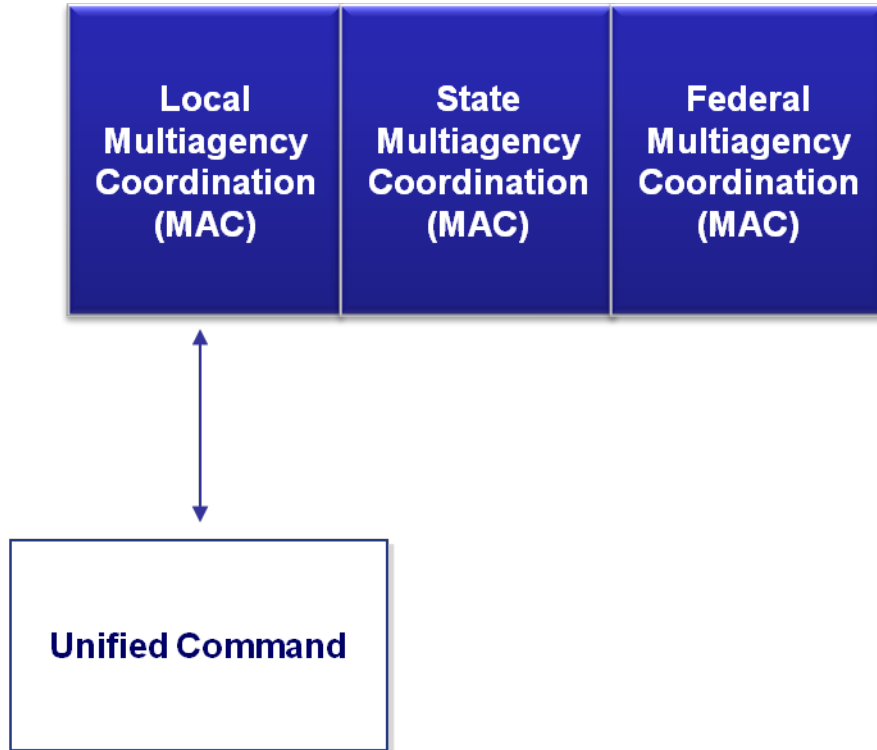 Local
Multiagency
Coordination
(MAC)
State
Multiagency
Coordination
(MAC)
Federal
Multiagency
Coordination
(MAC)
Unified Command